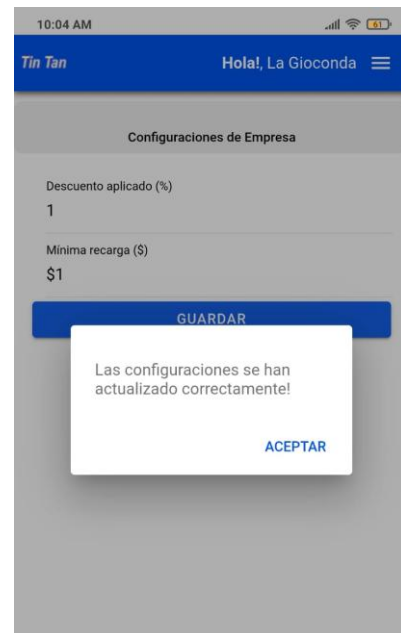 10:04 AM 61
Tin Tan Hola!, La Gioconda
Configuraciones de Empresa
Descuento aplicado (%)
1
Mínima recarga ($)
$1
GUARDAR
Las configuraciones se han
actualizado correctamente!
ACEPTAR